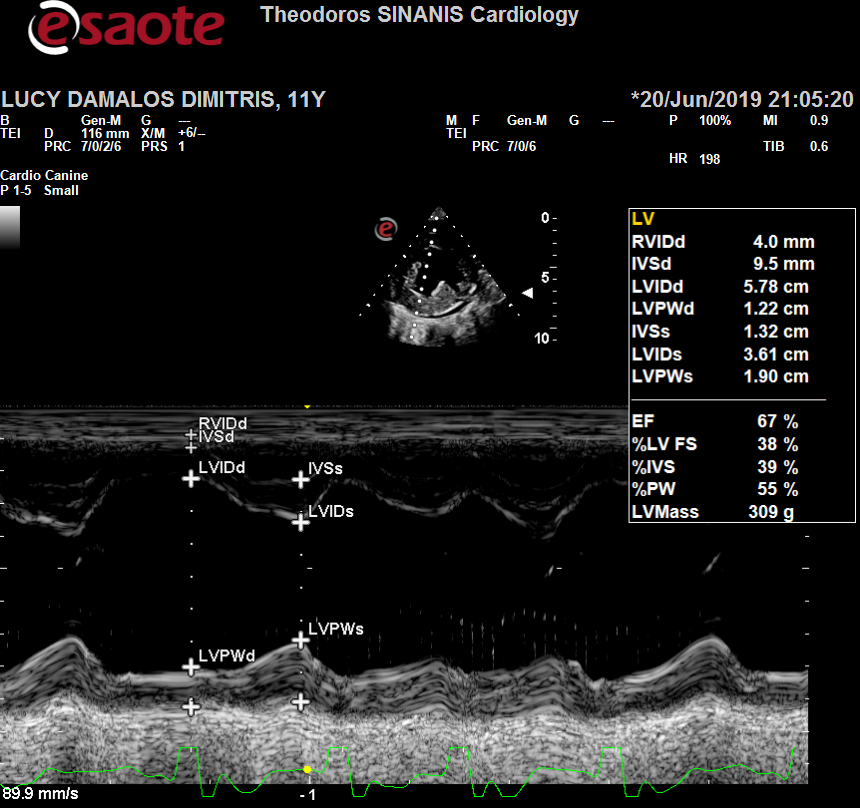 esaote
Theodoros SINANIS Cardiology
LUCY DAMALOS DIMITRIS, 11Y
*20/Jun/2019 21:05:20
B Gen-M G ---
TEI D 116 mm X/M +6/--
PRC 7/0/2/6 PRS 1
M F Gen-M G ---
TEI
PRC 7/0/6
P 100% MI 0.9
TIB 0.6
HR 198
Cardio Canine
P 1-5 Small
e
0-
5
10-
LV
RVIDd 4.0 mm
IVSd 9.5 mm
LVIDd 5.78 cm
LVPWd 1.22 cm
IVSs 1.32 cm
LVIDs 3.61 cm
LVPWs 1.90 cm
EF 67 %
%LV FS 38 %
%IVS 39 %
%PW 55 %
LVMass 309 g
RVIDd
IVSd
LVIDd
IVSs
LVIDs
LVPWs
LVPWd
89.9 mm/s
-1